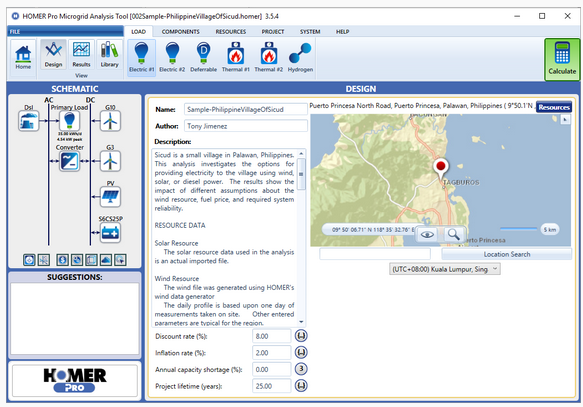 HOMER Pro Microgrid Analysis Tool [002Sample-PhilippineVillageOfSicud.homer] 3.5.4
FILE
LOAD COMPONENTS RESOURCES PROJECT SYSTEM HELP
Home Design Results Library Electric #1 Electric #2 Deferrable Thermal #1 Thermal #2 Hydrogen
View
Calculate
SCHEMATIC
AC DC
Dsl Primary Load G10
Converter G3
PV
S6CS25P
SUGGESTIONS:
HOMER
Pro
DESIGN
Name: Sample-PhilippineVillageOfSicud
Author: Tony Jimenez
Description:
Sicud is a small village in Palawan, Philippines.
This analysis investigates the options for
providing electricity to the village using wind,
solar, or diesel power. The results show the
impact of different assumptions about the
wind resource, fuel price, and required system
reliability.
RESOURCE DATA
Solar Resource
The solar resource data used in the analysis
is an actual imported file.
Wind Resource
The wind file was generated using HOMER's
wind data generator
The daily profile is based upon one day of
measurements taken on site. Other entered
parameters are typical for the region.
Discount rate (%): 8.00
Inflation rate (%): 2.00
Annual capacity shortage (%): 0.00 3
Project lifetime (years): 25.00
Puerto Princesa North Road, Puerto Princesa, Palawan, Philippines ( 9°50.1'N
Resources
TAGBUROS
09° 50' 06.71" N 118° 35' 32.76" E
5 km
Princesa
Location Search
(UTC+08:00) Kuala Lumpur, Sing